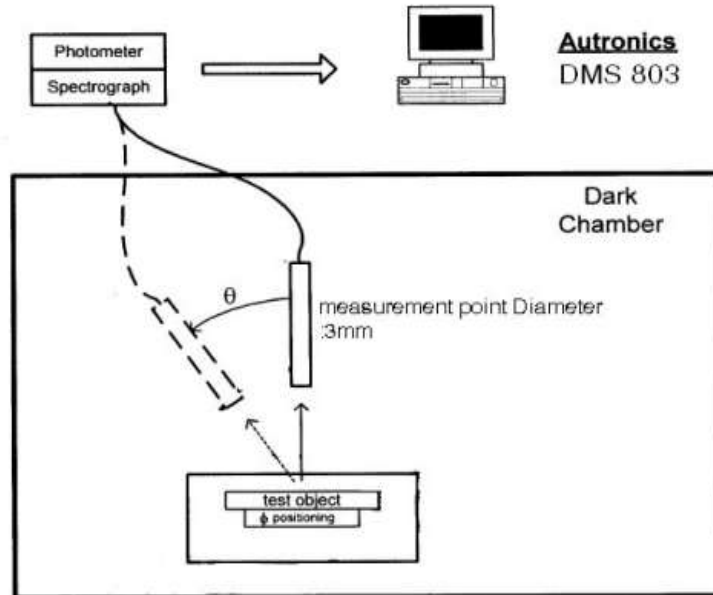 Photometer
Spectrograph
Autronics
DMS 803
Dark
Chamber
θ
measurement point Diameter
:3mm
test object
ϕ positioning